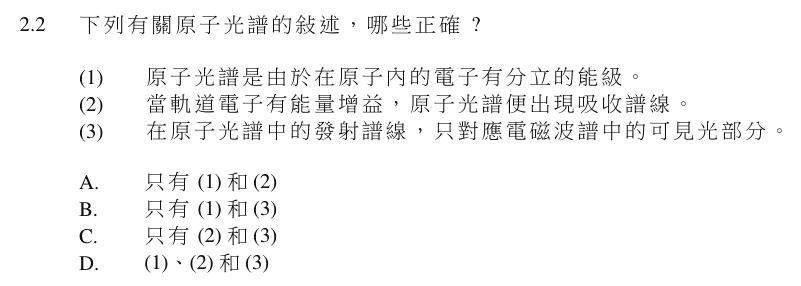 2.2 下列有關原子光譜的敍述，哪些正確？
(1) 原子光譜是由於在原子內的電子有分立的能級。
(2) 當軌道電子有能量增益，原子光譜便出現吸收譜線。
(3) 在原子光譜中的發射譜線，只對應電磁波譜中的可見光部分。
A. 只有 (1) 和 (2)
B. 只有 (1) 和 (3)
C. 只有 (2) 和 (3)
D. (1)、(2) 和 (3)